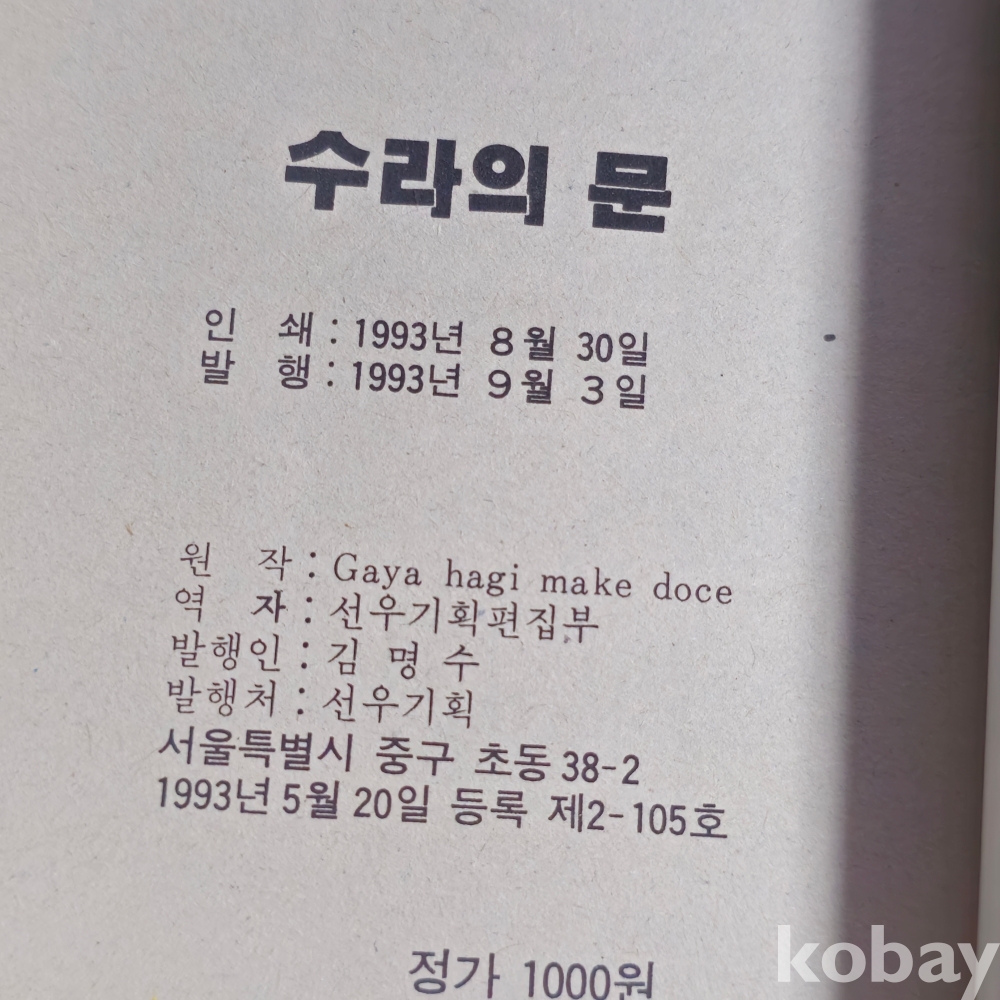 수라의 문
인 쇄 : 1993년 8월 30일
발 행 : 1993년 9월 3일
원 작 : Gaya hagi make doce
역 자 : 선우기획편집부
발행인 : 김 명 수
발행처 : 선우기획
서울특별시 중구 초동 38-2
1993년 5월 20일 등록 제2-105호
정가 1000원
kobay